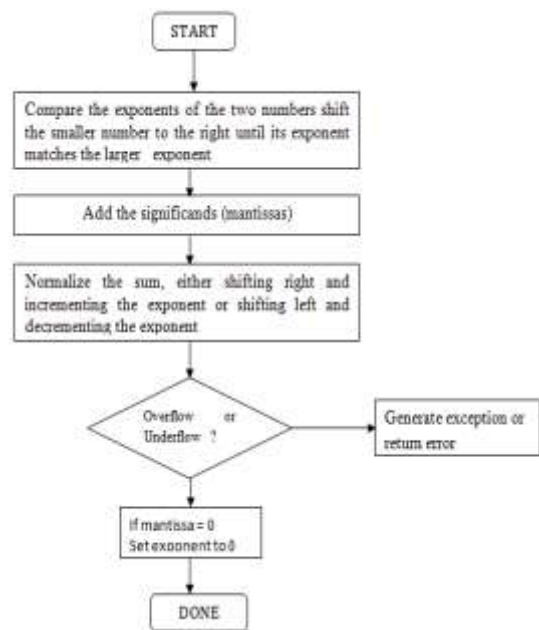 START
Compare the exponents of the two numbers shift
the smaller number to the right until its exponent
matches the larger exponent
Add the significands (mantissas)
Normalize the sum, either shifting right and
incrementing the exponent or shifting left and
decrementing the exponent
Overflow or
Underflow ?
Generate exception or
return error
If mantissa = 0
Set exponent to 0
DONE